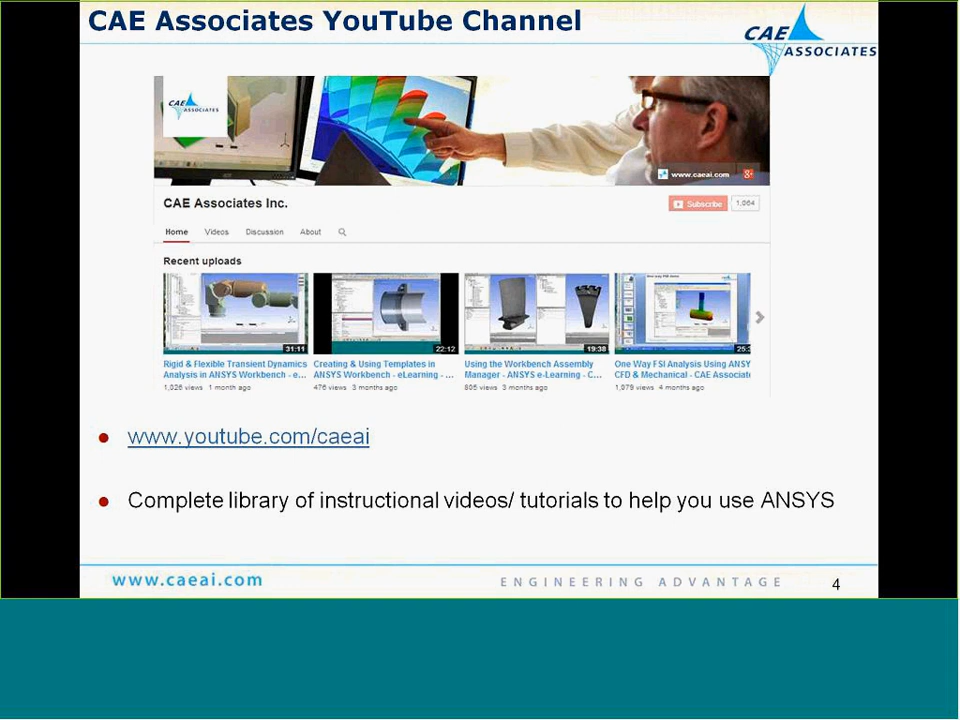 CAE Associates YouTube Channel
CAE
ASSOCIATES
CAE
ASSOCIATES
www.caeai.com
CAE Associates Inc.
Subscribe 1,064
Home Videos Discussion About
Recent uploads
31:11 22:12 19:38 25:3
Rigid & Flexible Transient Dynamics Creating & Using Templates in Using the Workbench Assembly One Way FSI Analysis Using ANSY
Analysis in ANSYS Workbench - e... ANSYS Workbench - eLearning - ... Manager - ANSYS e-Learning - C... CFD & Mechanical - CAE Associate
1,026 views 1 month ago 476 views 3 months ago 805 views 3 months ago 1,079 views 4 months ago
www.youtube.com/caeai
Complete library of instructional videos/ tutorials to help you use ANSYS
www.caeai.com ENGINEERING ADVANTAGE 4